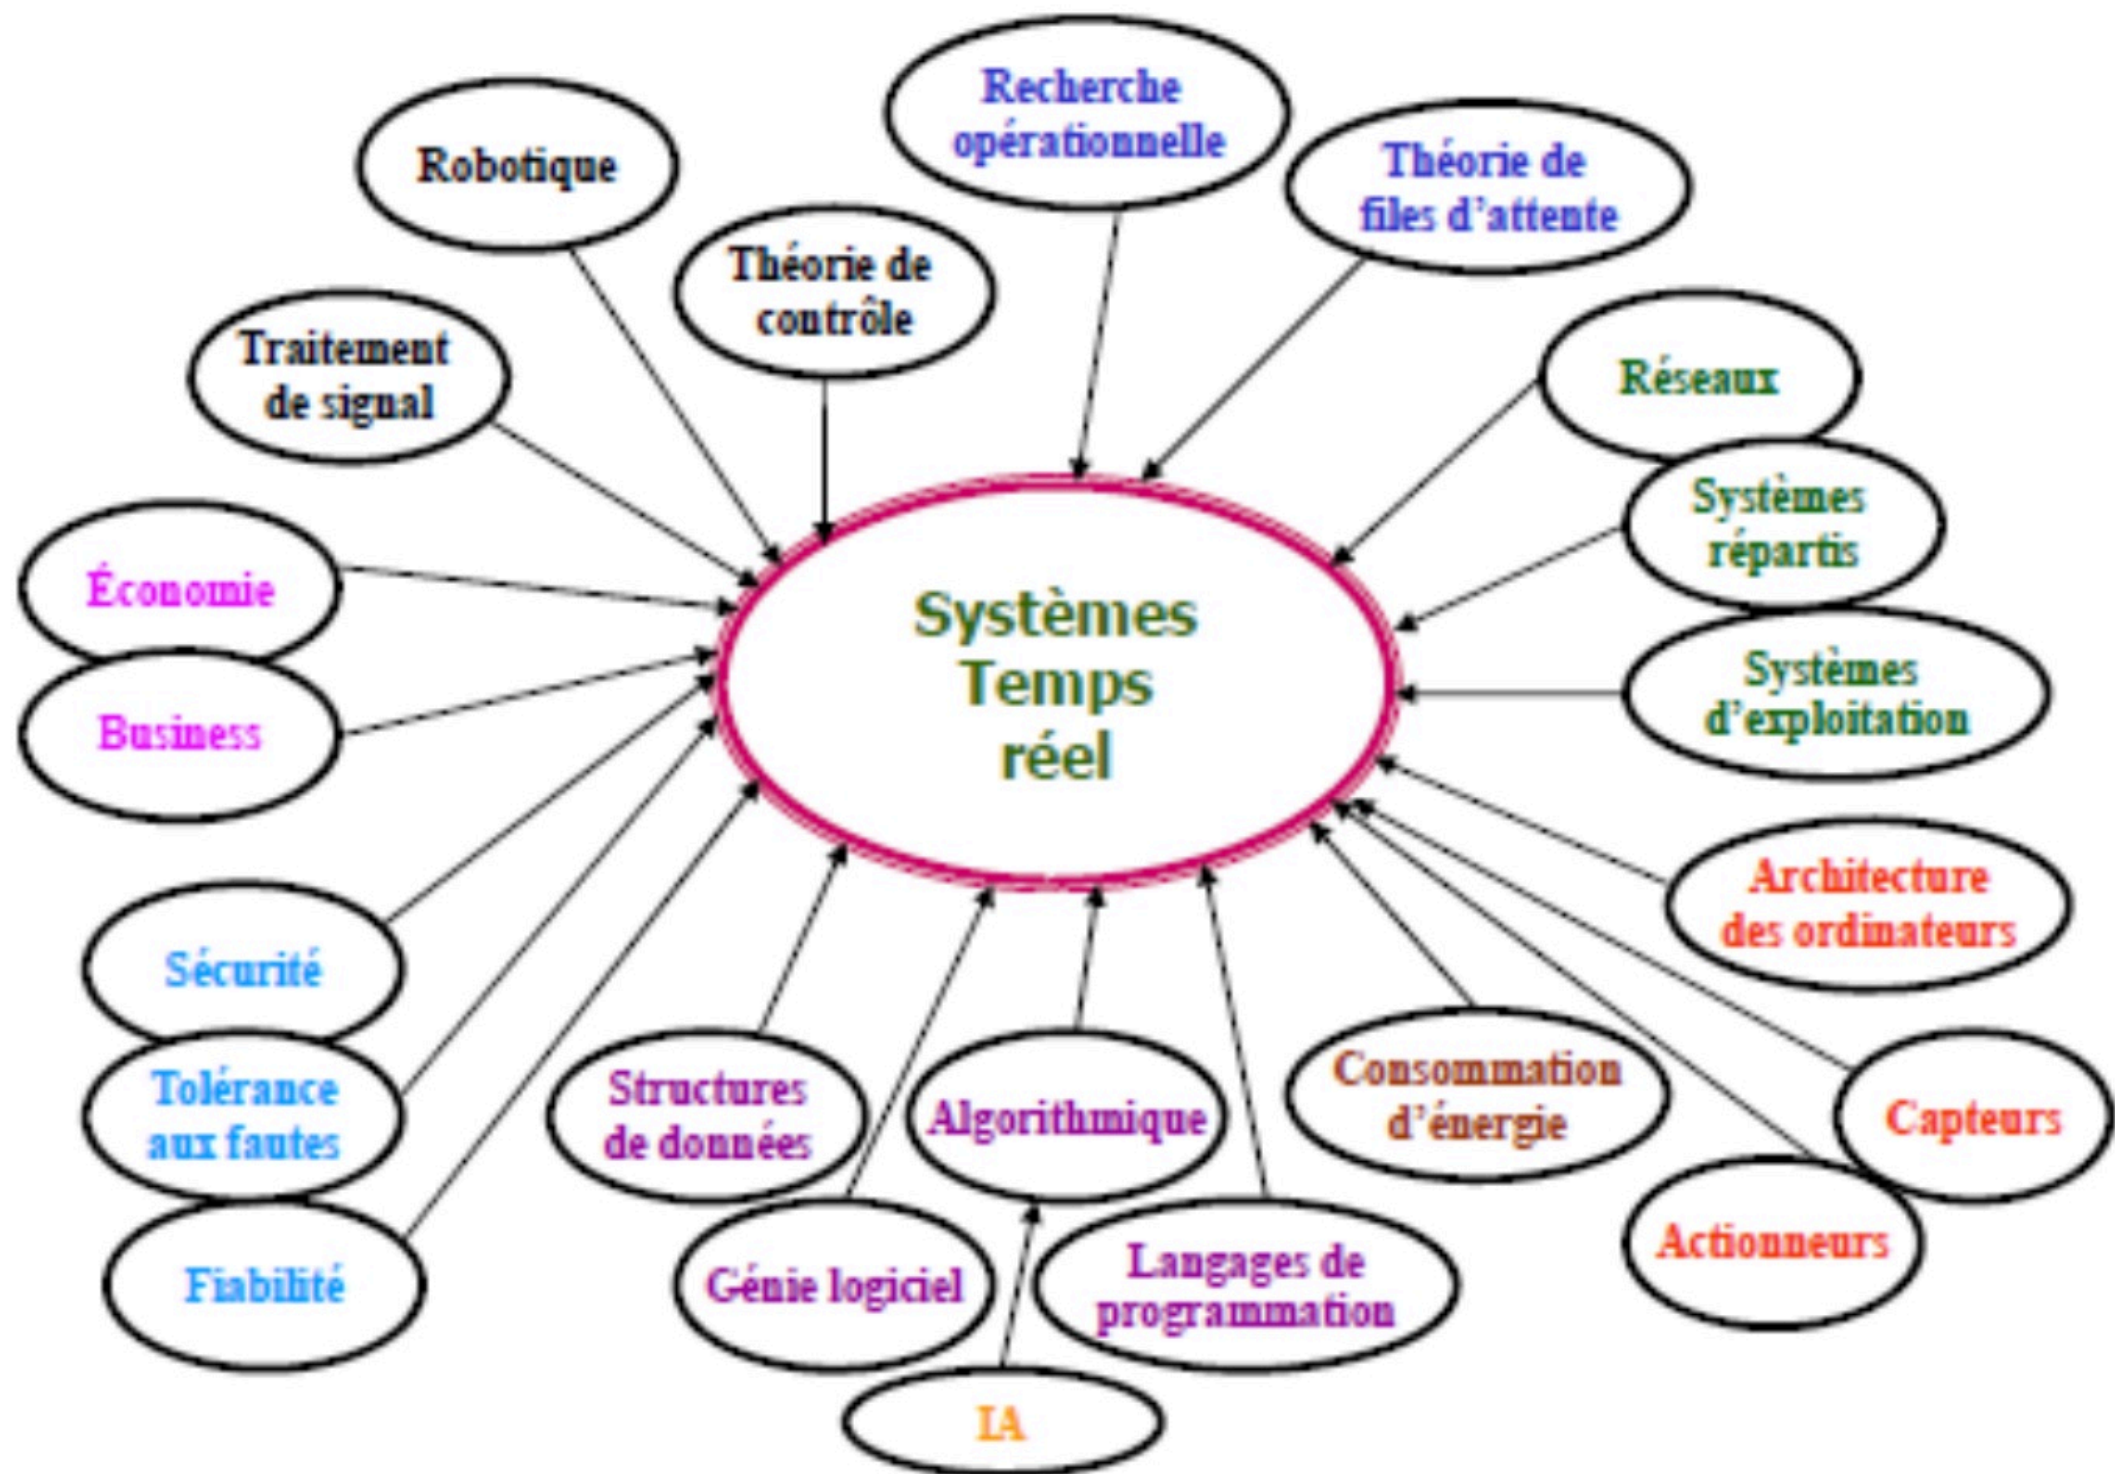 Recherche
opérationnelle
Robotique
Théorie de
files d'attente
Théorie de
contrôle
Traitement
de signal
Réseaux
Systèmes
répartis
Économie
Systèmes
Temps
réel
Systèmes
d'exploitation
Business
Architecture
des ordinateurs
Sécurité
Tolérance
aux fautes
Structures
de données
Algorithmique
Consommation
d'énergie
Capteurs
Actionneurs
Fiabilité
Génie logiciel
Langages de
programmation
IA